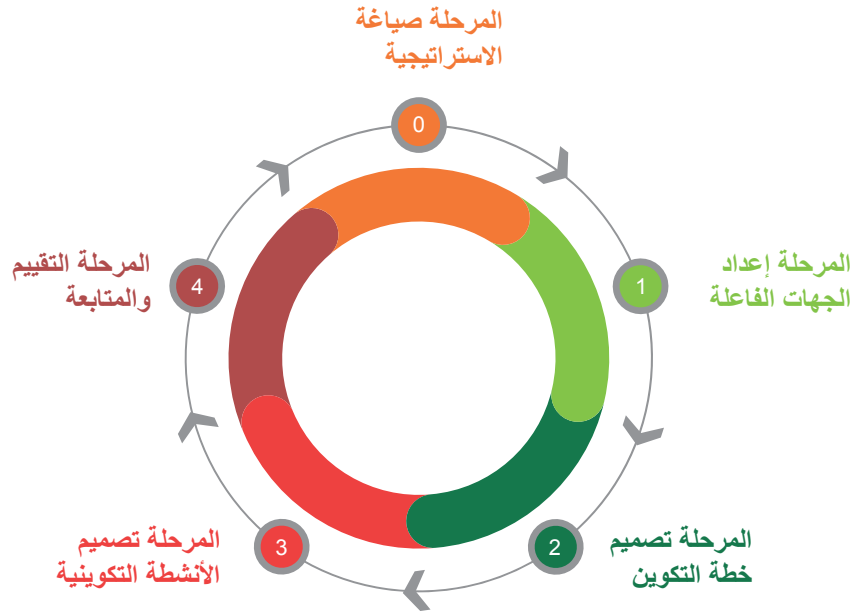 المرحلة صياغة
الاستراتيجية
0
المرحلة إعداد
الجهات الفاعلة
1
المرحلة تصميم
خطة التكوين
2
المرحلة تصميم
الأنشطة التكوينية
3
المرحلة التقييم
والمتابعة
4